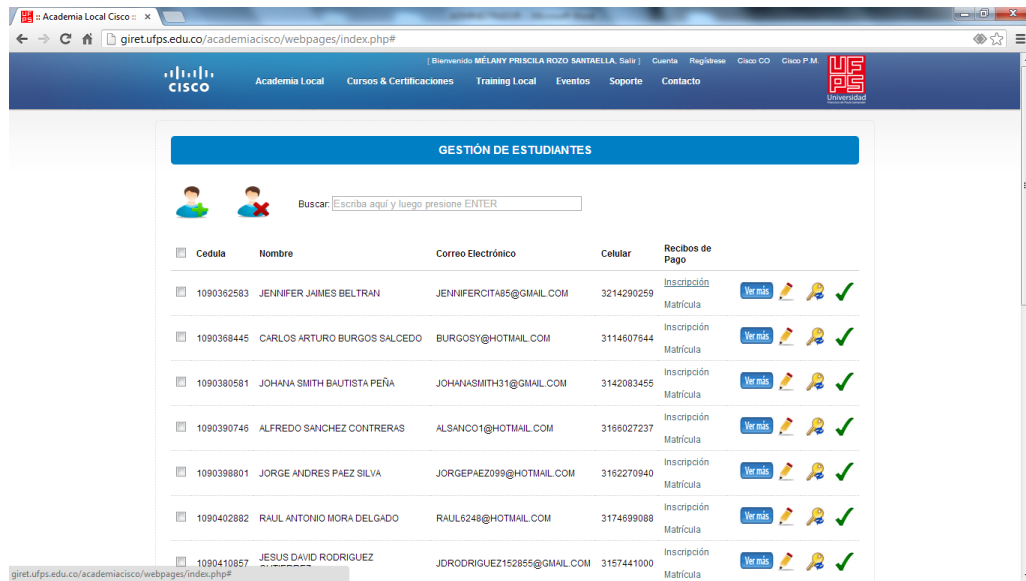 :: Academia Local Cisco ::
giret.ufps.edu.co/academiacisco/webpages/index.php#
[ Bienvenido MÉLANY PRISCILA ROZO SANTAELLA, Salir ] Cuenta Regístrese Cisco CO Cisco P.M.
CISCO
Academia Local Cursos & Certificaciones Training Local Eventos Soporte Contacto
UFPS
Universidad
GESTIÓN DE ESTUDIANTES
Buscar: Escriba aquí y luego presione ENTER
Cedula Nombre Correo Electrónico Celular Recibos de
Pago
Inscripción
1090362583 JENNIFER JAIMES BELTRAN JENNIFERCITA85@GMAIL.COM 3214290259 Ver más
Matrícula
Inscripción
1090368445 CARLOS ARTURO BURGOS SALCEDO BURGOSY@HOTMAIL.COM 3114607644 Ver más
Matrícula
Inscripción
1090380581 JOHANA SMITH BAUTISTA PEÑA JOHANASMITH31@GMAIL.COM 3142083455 Ver más
Matrícula
Inscripción
1090390746 ALFREDO SANCHEZ CONTRERAS ALSANCO1@HOTMAIL.COM 3166027237 Ver más
Matrícula
Inscripción
1090398801 JORGE ANDRES PAEZ SILVA JORGEPAEZ099@HOTMAIL.COM 3162270940 Ver más
Matrícula
Inscripción
1090402882 RAUL ANTONIO MORA DELGADO RAUL6248@HOTMAIL.COM 3174699088 Ver más
Matrícula
Inscripción
JESUS DAVID RODRIGUEZ
1090410857 JDRODRIGUEZ152855@GMAIL.COM 3157441000 Ver más
Matrícula
giret.ufps.edu.co/academiacisco/webpages/index.php#